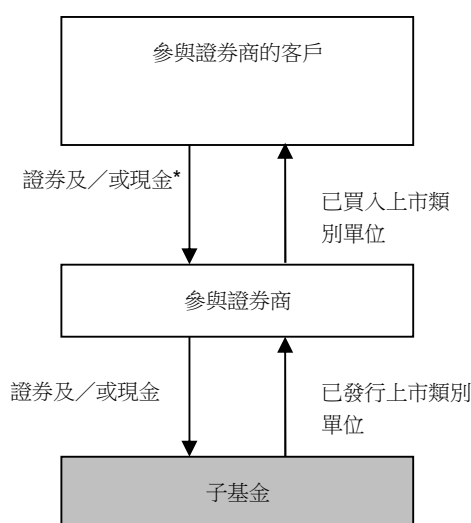 參與證券商的客戶
證券及／或現金*
已買入上市類
別單位
參與證券商
證券及／或現金
已發行上市類別
單位
子基金